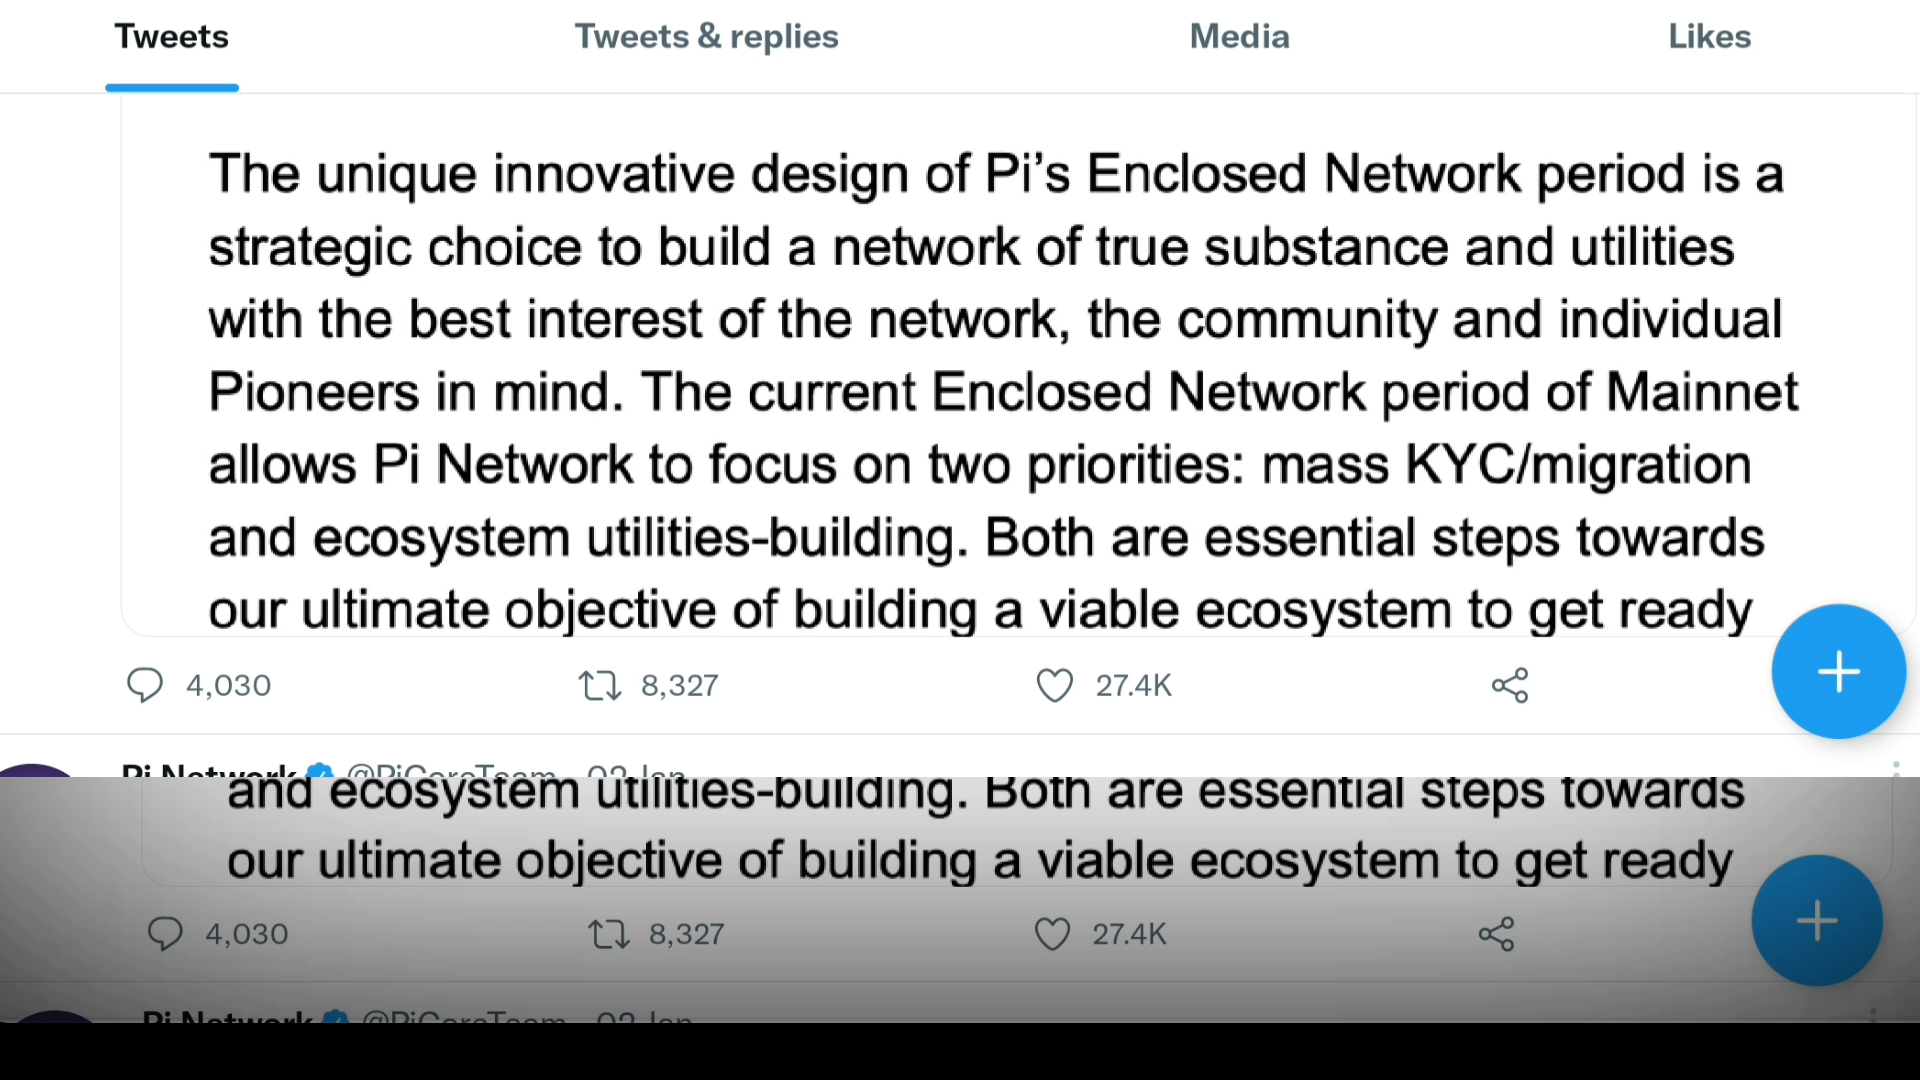 Tweets Tweets & replies Media Likes
The unique innovative design of Pi’s Enclosed Network period is a
strategic choice to build a network of true substance and utilities
with the best interest of the network, the community and individual
Pioneers in mind. The current Enclosed Network period of Mainnet
allows Pi Network to focus on two priorities: mass KYC/migration
and ecosystem utilities-building. Both are essential steps towards
our ultimate objective of building a viable ecosystem to get ready
4,030 8,327 27.4K
Pi Network @PiCoreTeam 02 Jan
and ecosystem utilities-building. Both are essential steps towards
our ultimate objective of building a viable ecosystem to get ready
4,030 8,327 27.4K
Pi Network @PiCoreTeam 02 Jan